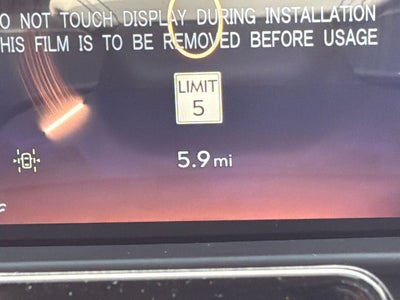 O NOT TOUCH DISPLAY DURING INSTALLATION
HIS FILM IS TO BE REMOVED BEFORE USAGE
LIMIT
5
5.9 mi